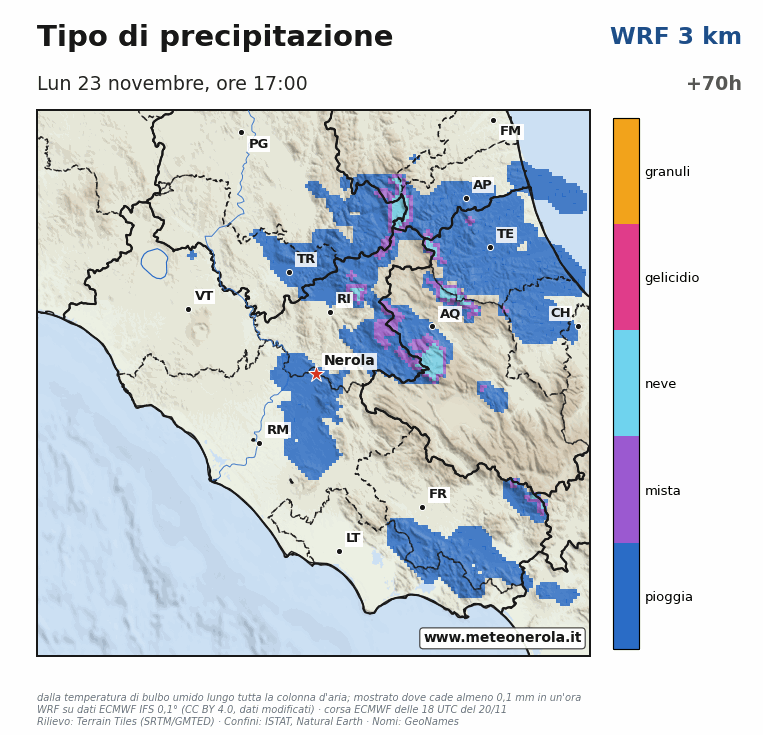 Tipo di precipitazione
WRF 3 km
Lun 23 novembre, ore 17:00
+70h
FM
PG
granuli
AP
TE
TR
gelicidio
VT
RI
AQ
CH.
Nerola
neve
RM
FR
mista
LT
pioggia
www.meteonerola.it
dalla temperatura di bulbo umido lungo tutta la colonna d'aria; mostrato dove cade almeno 0,1 mm in un'ora
WRF su dati ECMWF IFS 0,1° (CC BY 4.0, dati modificati) · corsa ECMWF delle 18 UTC del 20/11
Rilievo: Terrain Tiles (SRTM/GMTED) · Confini: ISTAT, Natural Earth · Nomi: GeoNames